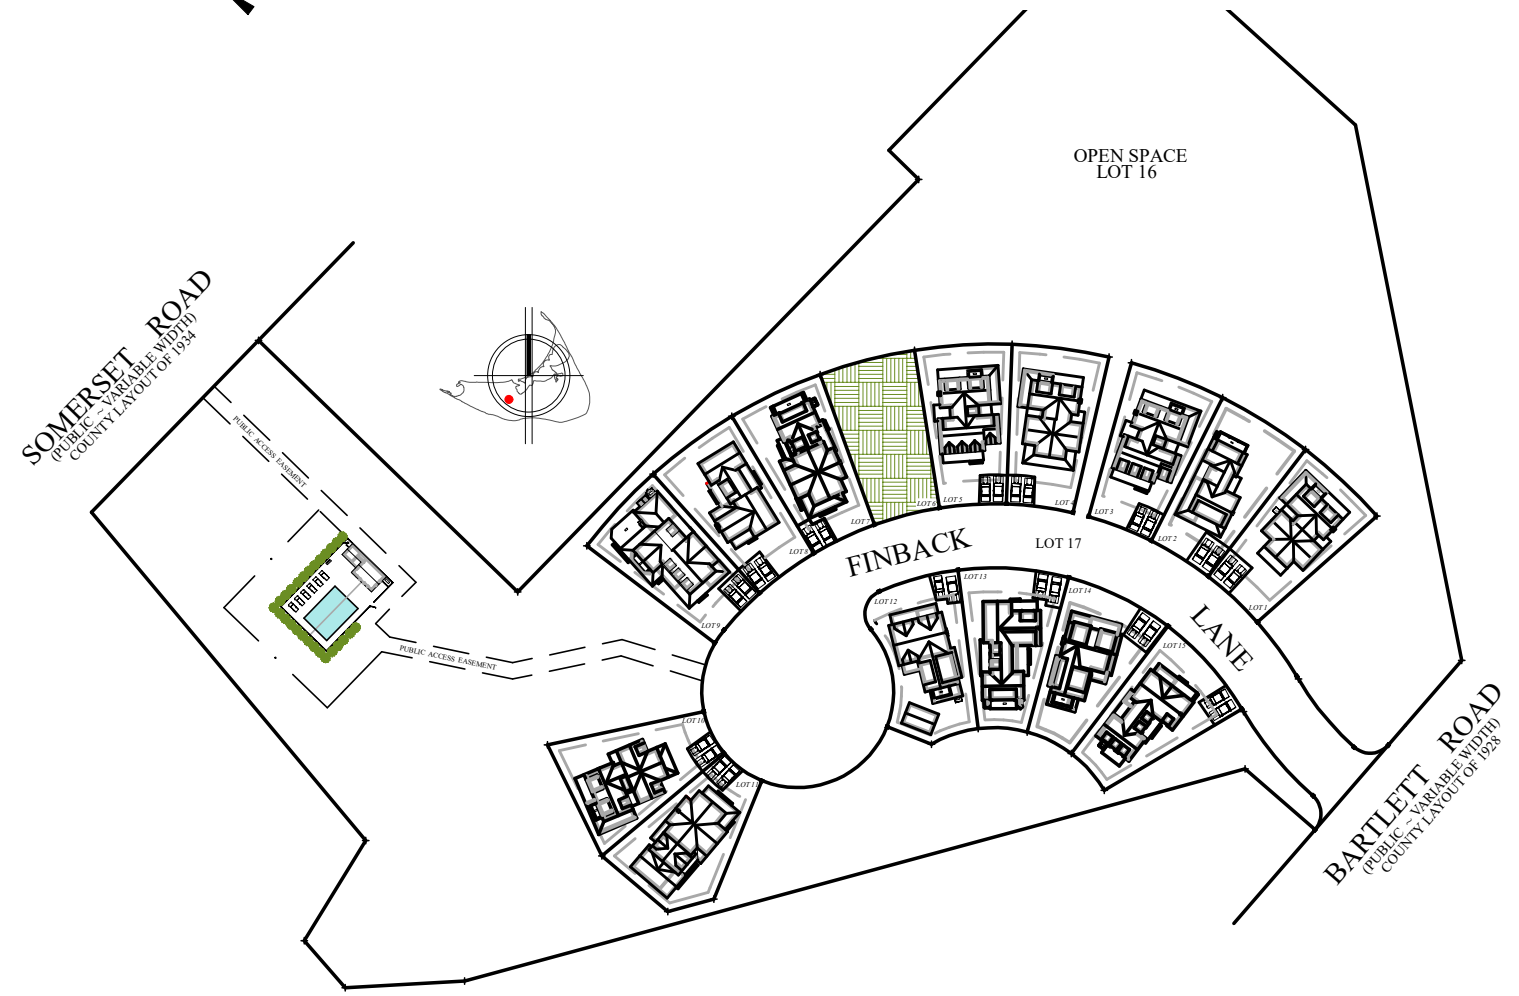 OPEN SPACE
LOT 16
SOMERSET ROAD
(PUBLIC ~ VARIABLE WIDTH)
COUNTY LAYOUT OF 1934
PUBLIC ACCESS EASEMENT
PUBLIC ACCESS EASEMENT
LOT 9
LOT 8
LOT 7
LOT 6
LOT 5
LOT 4
LOT 3
LOT 2
LOT 1
FINBACK
LOT 17
LANE
LOT 12
LOT 13
LOT 14
LOT 15
LOT 10
LOT 11
BARTLETT ROAD
(PUBLIC ~ VARIABLE WIDTH)
COUNTY LAYOUT OF 1928